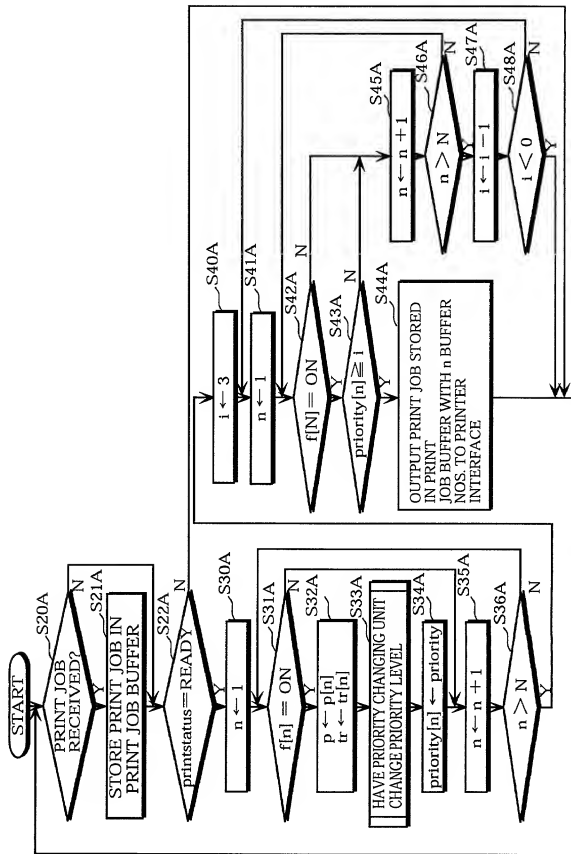 START
S20A
PRINT JOB
RECEIVED?
N
Y
S21A
STORE PRINT JOB IN
PRINT JOB BUFFER
S22A
printstatus=READY
N
Y
S30A
n ← 1
S31A
f[n] = ON
N
Y
S32A
p ← p[n]
tr ← tr[n]
S33A
HAVE PRIORITY CHANGING UNIT
CHANGE PRIORITY LEVEL
S34A
priority[n] ← priority
S35A
n ← n + 1
S36A
n > N
N
Y
S40A
i ← 3
S41A
n ← 1
S42A
f[N] = ON
N
Y
S43A
priority[n] ≧ i
N
Y
S44A
OUTPUT PRINT JOB STORED
IN PRINT
JOB BUFFER WITH n BUFFER
NOS. TO PRINTER
INTERFACE
S45A
n ← n + 1
S46A
n > N
N
Y
S47A
i ← i − 1
S48A
i < 0
N
Y